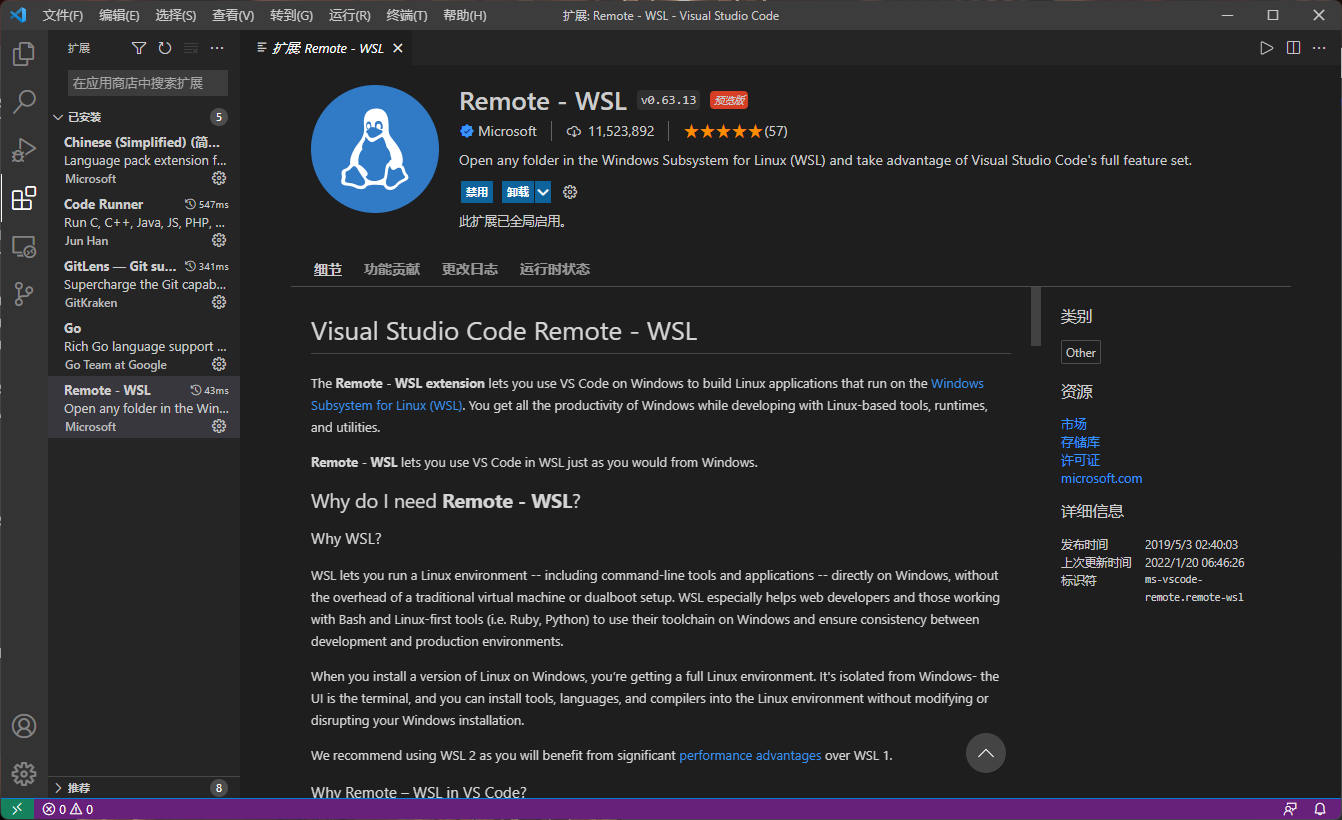 文件(F) 编辑(E) 选择(S) 查看(V) 转到(G) 运行(R) 终端(T) 帮助(H) 扩展: Remote - WSL - Visual Studio Code
扩展
在应用商店中搜索扩展
已安装 5
Chinese (Simplified) (简...
Language pack extension f...
Microsoft
Code Runner 547ms
Run C, C++, Java, JS, PHP, ...
Jun Han
GitLens — Git su... 341ms
Supercharge the Git capab...
GitKraken
Go
Rich Go language support ...
Go Team at Google
Remote - WSL 43ms
Open any folder in the Win...
Microsoft
推荐 8
扩展: Remote - WSL
Remote - WSL v0.63.13 预览版
Microsoft 11,523,892 (57)
Open any folder in the Windows Subsystem for Linux (WSL) and take advantage of Visual Studio Code's full feature set.
禁用 卸载
此扩展已全局启用。
细节 功能贡献 更改日志 运行时状态
Visual Studio Code Remote - WSL
The Remote - WSL extension lets you use VS Code on Windows to build Linux applications that run on the Windows
Subsystem for Linux (WSL). You get all the productivity of Windows while developing with Linux-based tools, runtimes,
and utilities.
Remote - WSL lets you use VS Code in WSL just as you would from Windows.
Why do I need Remote - WSL?
Why WSL?
WSL lets you run a Linux environment -- including command-line tools and applications -- directly on Windows, without
the overhead of a traditional virtual machine or dualboot setup. WSL especially helps web developers and those working
with Bash and Linux-first tools (i.e. Ruby, Python) to use their toolchain on Windows and ensure consistency between
development and production environments.
When you install a version of Linux on Windows, you’re getting a full Linux environment. It's isolated from Windows- the
UI is the terminal, and you can install tools, languages, and compilers into the Linux environment without modifying or
disrupting your Windows installation.
We recommend using WSL 2 as you will benefit from significant performance advantages over WSL 1.
Why Remote – WSL in VS Code?
类别
Other
资源
市场
存储库
许可证
microsoft.com
详细信息
发布时间 2019/5/3 02:40:03
上次更新时间 2022/1/20 06:46:26
标识符 ms-vscode-
remote.remote-wsl
0 0